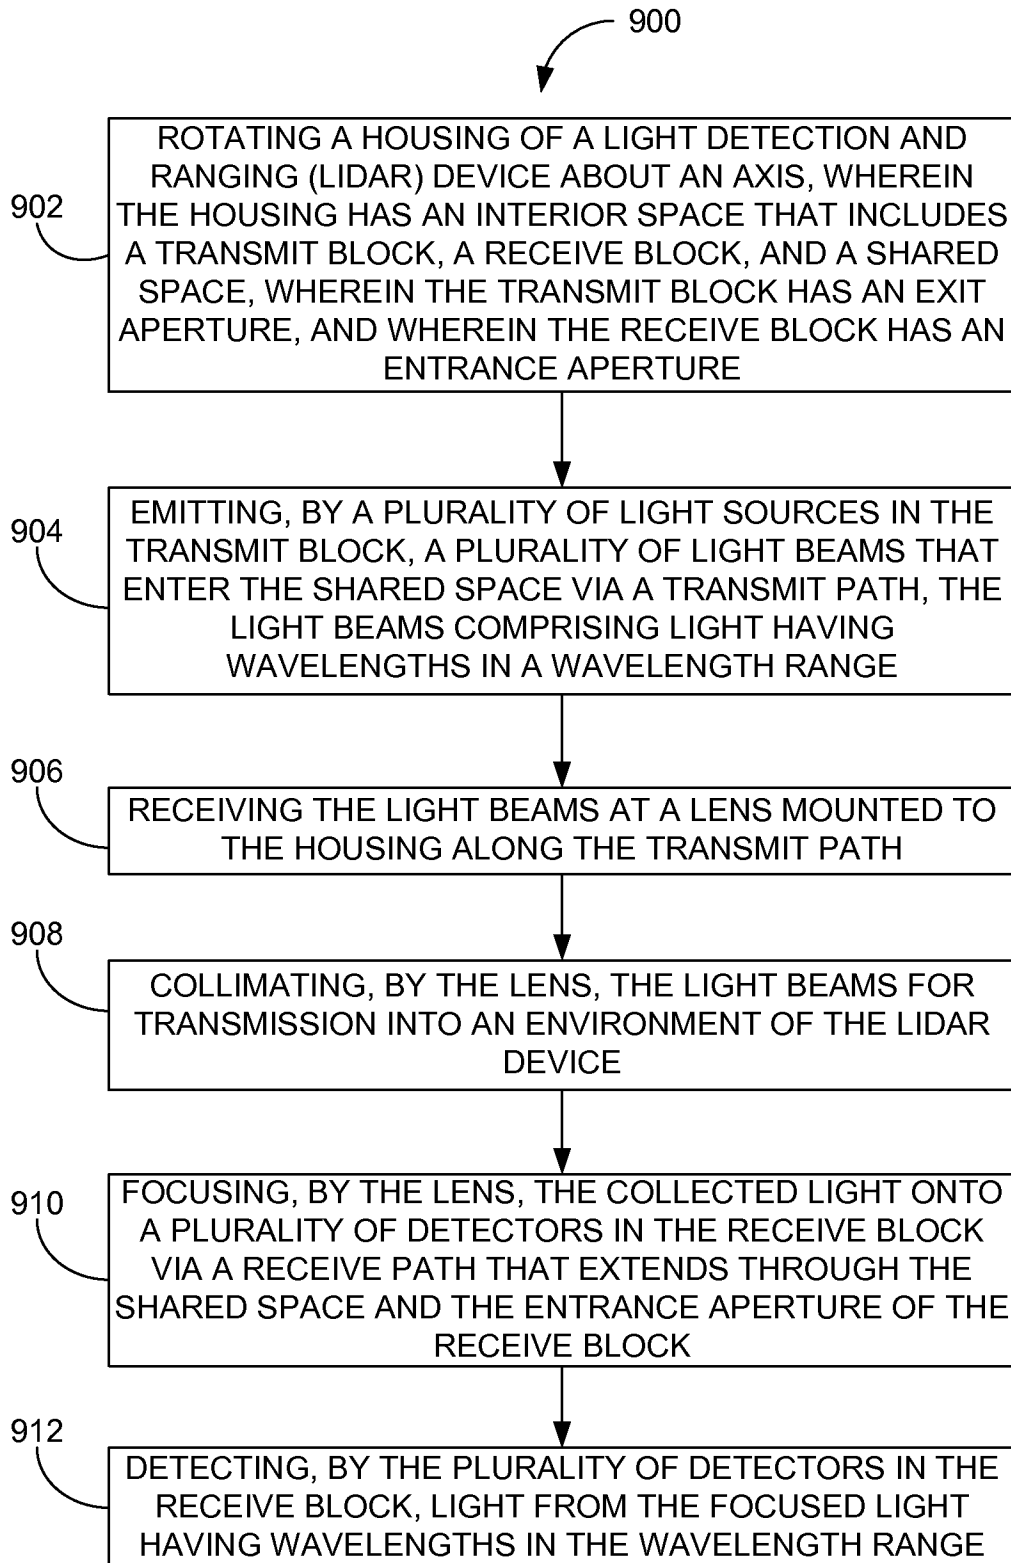 900
902
ROTATING A HOUSING OF A LIGHT DETECTION AND
RANGING (LIDAR) DEVICE ABOUT AN AXIS, WHEREIN
THE HOUSING HAS AN INTERIOR SPACE THAT INCLUDES
A TRANSMIT BLOCK, A RECEIVE BLOCK, AND A SHARED
SPACE, WHEREIN THE TRANSMIT BLOCK HAS AN EXIT
APERTURE, AND WHEREIN THE RECEIVE BLOCK HAS AN
ENTRANCE APERTURE
904
EMITTING, BY A PLURALITY OF LIGHT SOURCES IN THE
TRANSMIT BLOCK, A PLURALITY OF LIGHT BEAMS THAT
ENTER THE SHARED SPACE VIA A TRANSMIT PATH, THE
LIGHT BEAMS COMPRISING LIGHT HAVING
WAVELENGTHS IN A WAVELENGTH RANGE
906
RECEIVING THE LIGHT BEAMS AT A LENS MOUNTED TO
THE HOUSING ALONG THE TRANSMIT PATH
908
COLLIMATING, BY THE LENS, THE LIGHT BEAMS FOR
TRANSMISSION INTO AN ENVIRONMENT OF THE LIDAR
DEVICE
910
FOCUSING, BY THE LENS, THE COLLECTED LIGHT ONTO
A PLURALITY OF DETECTORS IN THE RECEIVE BLOCK
VIA A RECEIVE PATH THAT EXTENDS THROUGH THE
SHARED SPACE AND THE ENTRANCE APERTURE OF THE
RECEIVE BLOCK
912
DETECTING, BY THE PLURALITY OF DETECTORS IN THE
RECEIVE BLOCK, LIGHT FROM THE FOCUSED LIGHT
HAVING WAVELENGTHS IN THE WAVELENGTH RANGE